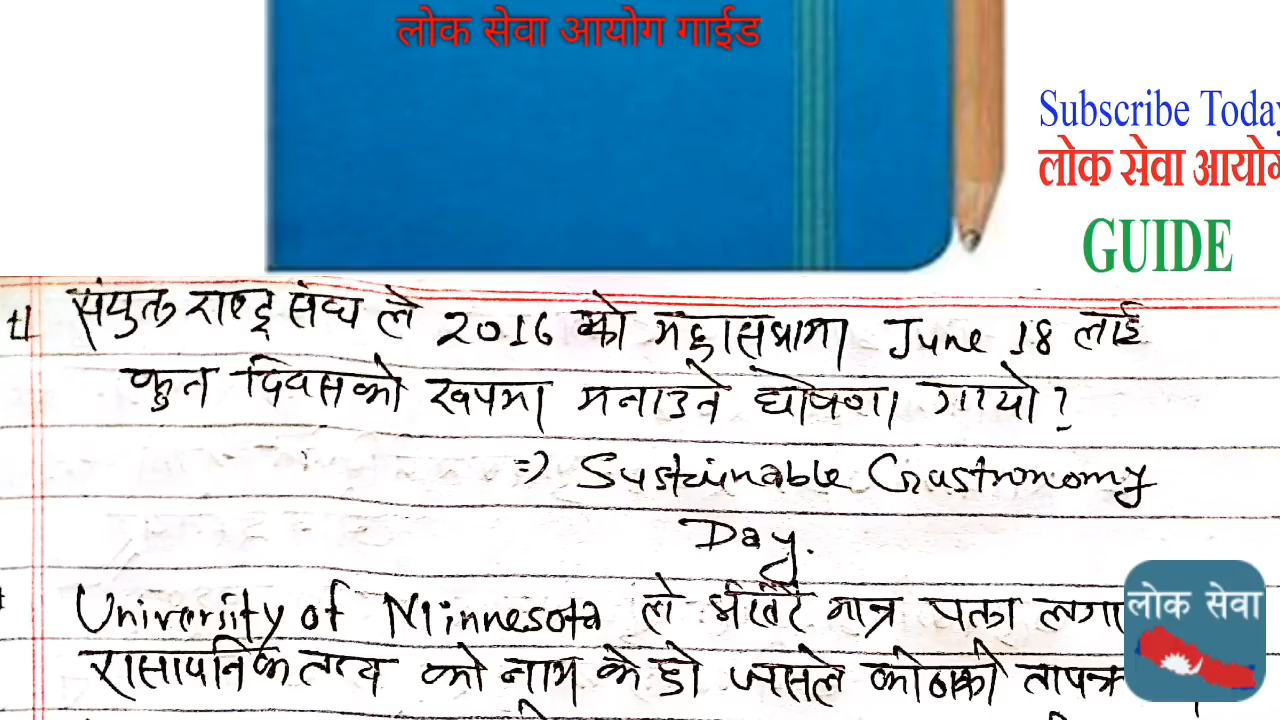 लोक सेवा आयोग गाईड
Subscribe Today
लोक सेवा आयोग
GUIDE
संयुक्त राष्ट्र संघ ले 2016 को महासभामा June 18 लाई
कुन दिवसको रुपमा मनाउने घोषणा गरयो?
=> Sustainable Gastronomy
Day.
University of Minnesota ले भर्खरै मात्र पत्ता लगा
रासायनिक तत्व को नाम के हो जसले कोठाको तापक्र
लोक सेवा